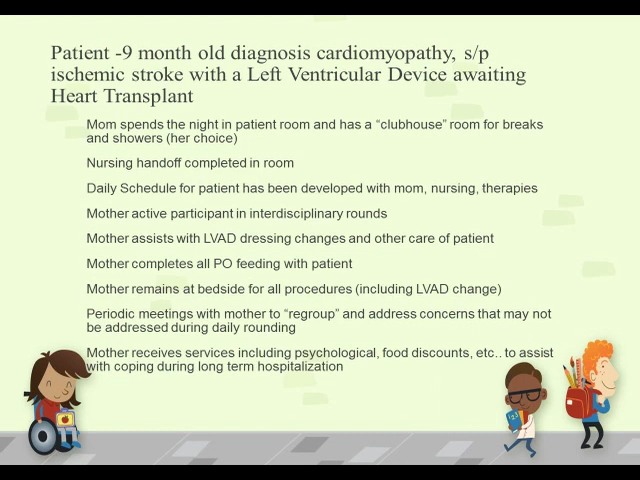 Patient -9 month old diagnosis cardiomyopathy, s/p
ischemic stroke with a Left Ventricular Device awaiting
Heart Transplant
Mom spends the night in patient room and has a “clubhouse” room for breaks
and showers (her choice)
Nursing handoff completed in room
Daily Schedule for patient has been developed with mom, nursing, therapies
Mother active participant in interdisciplinary rounds
Mother assists with LVAD dressing changes and other care of patient
Mother completes all PO feeding with patient
Mother remains at bedside for all procedures (including LVAD change)
Periodic meetings with mother to “regroup” and address concerns that may not
be addressed during daily rounding
Mother receives services including psychological, food discounts, etc.. to assist
with coping during long term hospitalization